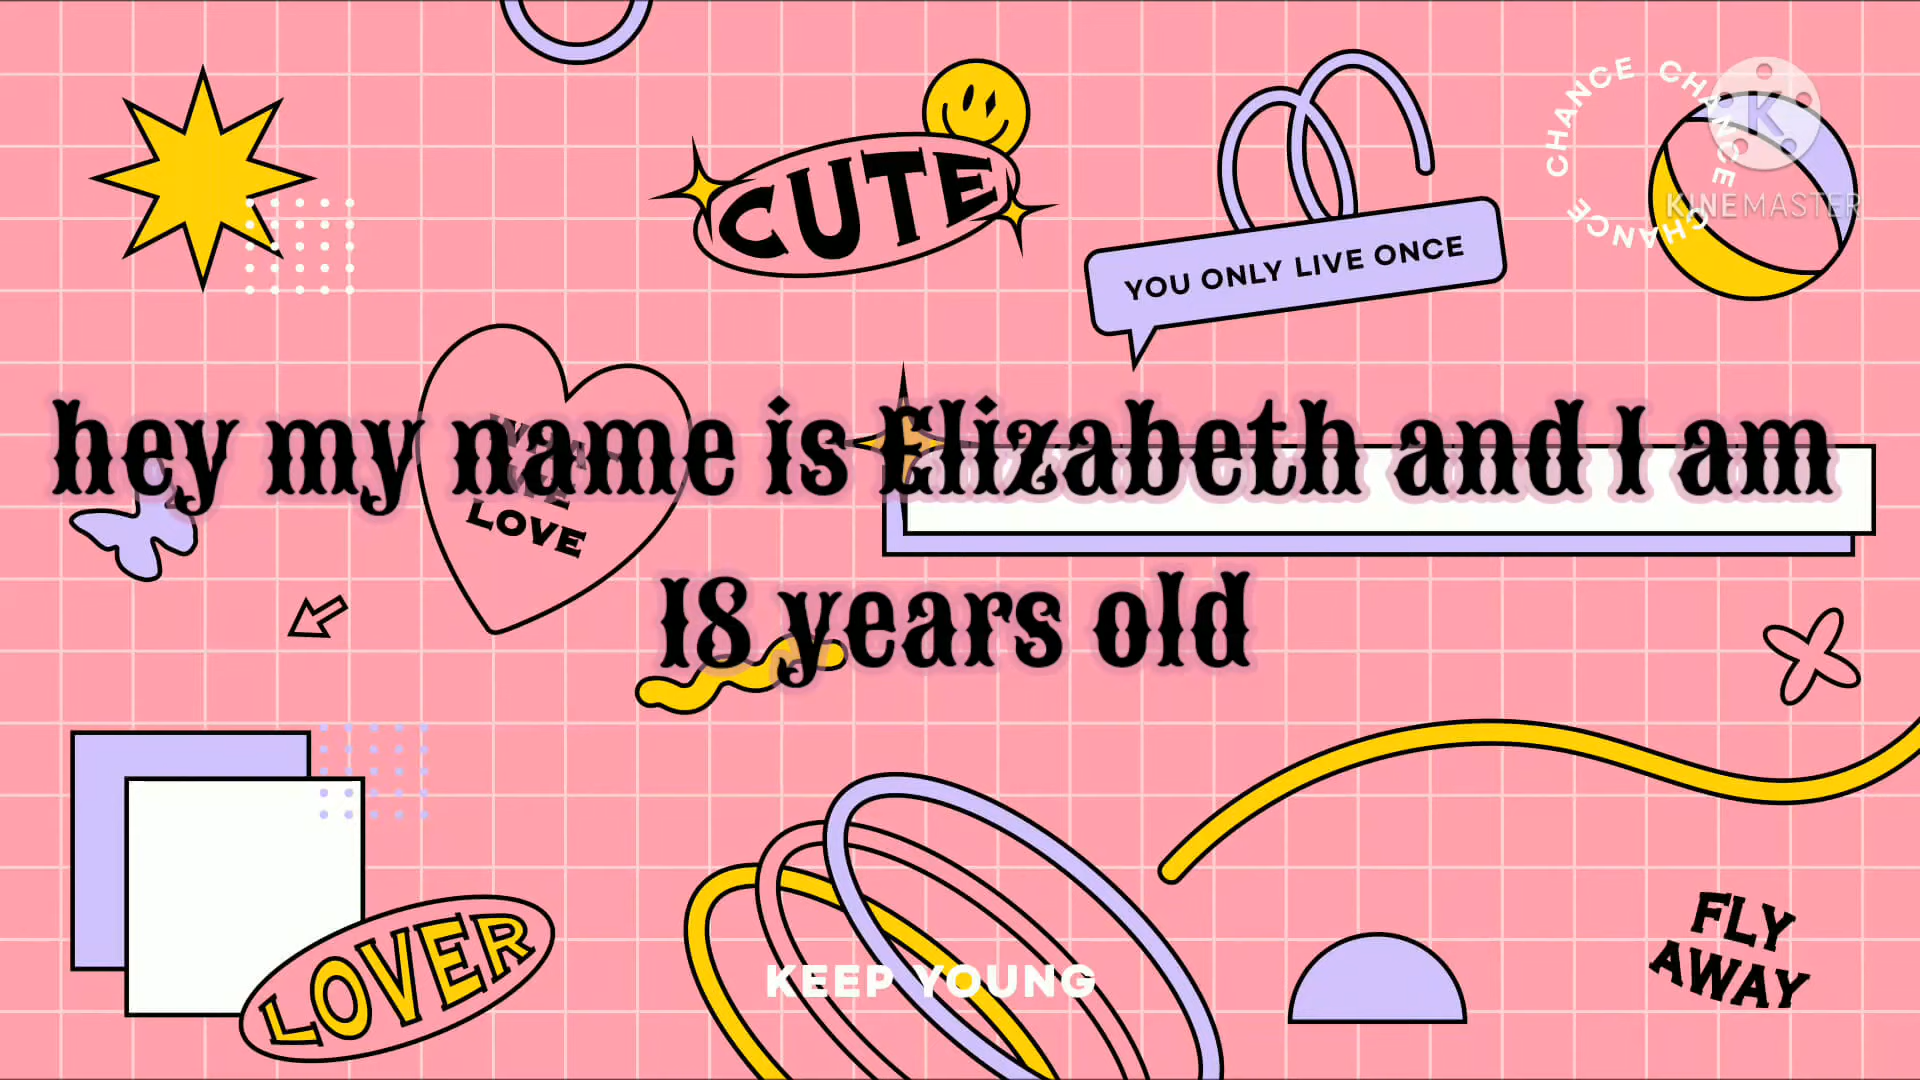 CUTE
YOU ONLY LIVE ONCE
CHANCE CHANCE CHANCE CHANCE
K
KINEMASTER
hey my name is Elizabeth and I am
18 years old
LOVE
LOVER
KEEP YOUNG
FLY
AWAY